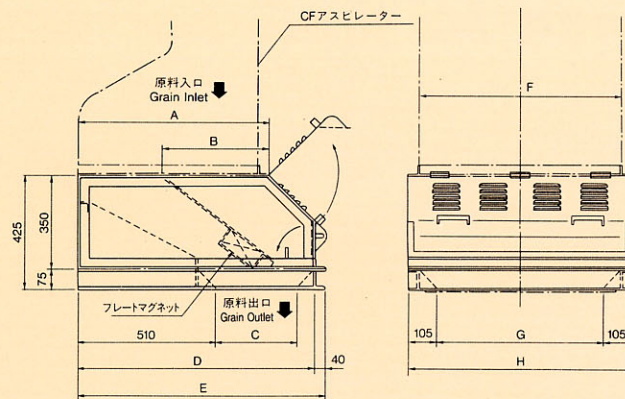 CFアスピレーター
原料入口
Grain Inlet
A
B
F
425
350
75
プレートマグネット
原料出口
Grain Outlet
510
C
105
G
105
D
40
H
E